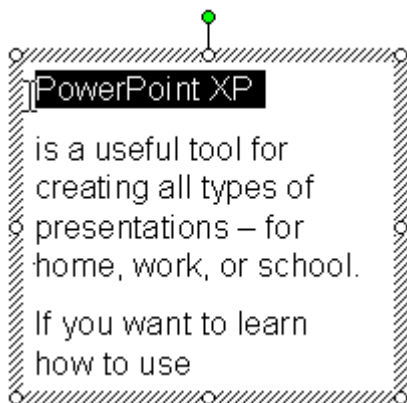 PowerPoint XP
is a useful tool for
creating all types of
presentations – for
home, work, or school.
If you want to learn
how to use